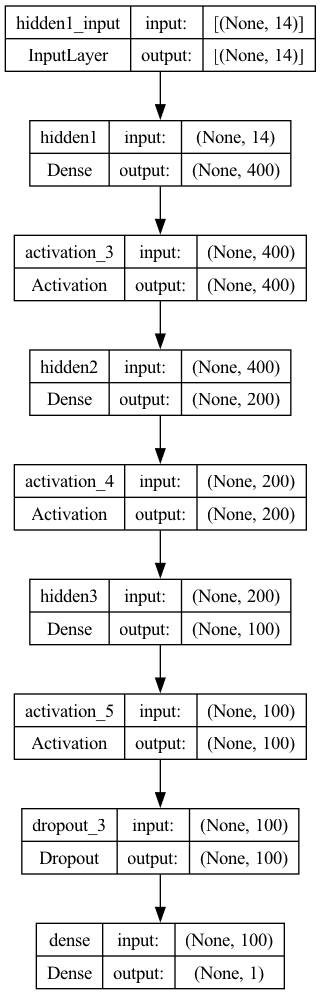 hidden1_input input: [(None, 14)]
InputLayer output: [(None, 14)]
hidden1 input: (None, 14)
Dense output: (None, 400)
activation_3 input: (None, 400)
Activation output: (None, 400)
hidden2 input: (None, 400)
Dense output: (None, 200)
activation_4 input: (None, 200)
Activation output: (None, 200)
hidden3 input: (None, 200)
Dense output: (None, 100)
activation_5 input: (None, 100)
Activation output: (None, 100)
dropout_3 input: (None, 100)
Dropout output: (None, 100)
dense input: (None, 100)
Dense output: (None, 1)